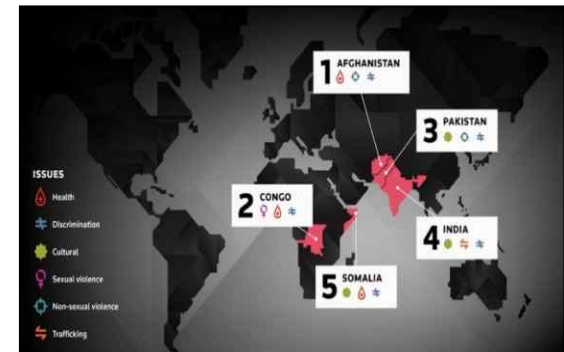 1 AFGHANISTAN
3 PAKISTAN
ISSUES
Health
2 CONGO
Discrimination
4 INDIA
Cultural
Sexual violence
5 SOMALIA
Non-sexual violence
Trafficking